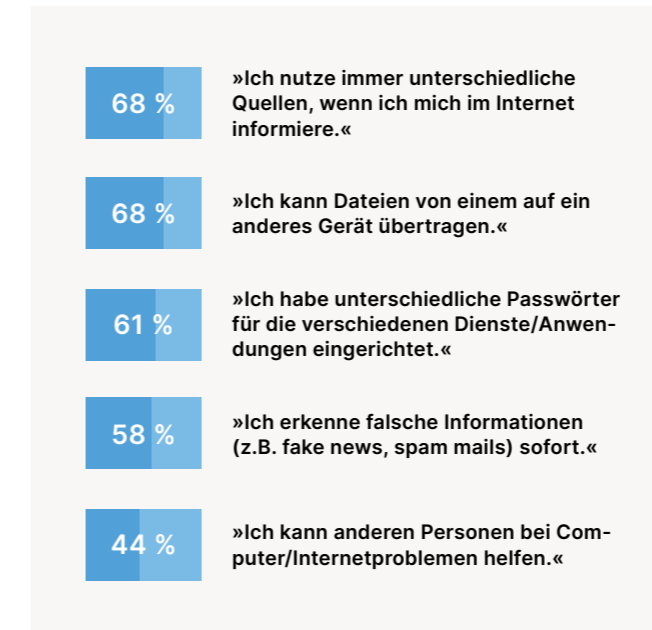 68 %
»Ich nutze immer unterschiedliche
Quellen, wenn ich mich im Internet
informiere.«
68 %
»Ich kann Dateien von einem auf ein
anderes Gerät übertragen.«
61 %
»Ich habe unterschiedliche Passwörter
für die verschiedenen Dienste/Anwen-
dungen eingerichtet.«
58 %
»Ich erkenne falsche Informationen
(z.B. fake news, spam mails) sofort.«
44 %
»Ich kann anderen Personen bei Com-
puter/Internetproblemen helfen.«